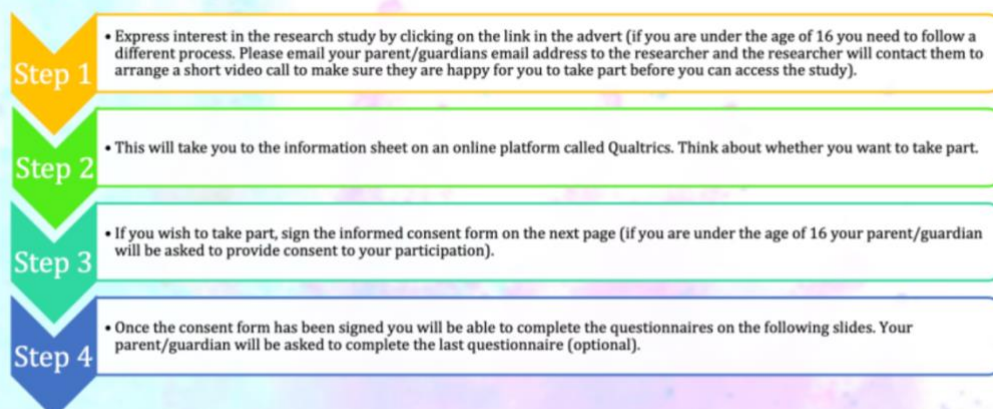 Step 1
• Express interest in the research study by clicking on the link in the advert (if you are under the age of 16 you need to follow a
different process. Please email your parent/guardians email address to the researcher and the researcher will contact them to
arrange a short video call to make sure they are happy for you to take part before you can access the study).
Step 2
• This will take you to the information sheet on an online platform called Qualtrics. Think about whether you want to take part.
Step 3
• If you wish to take part, sign the informed consent form on the next page (if you are under the age of 16 your parent/guardian
will be asked to provide consent to your participation).
Step 4
• Once the consent form has been signed you will be able to complete the questionnaires on the following slides. Your
parent/guardian will be asked to complete the last questionnaire (optional).